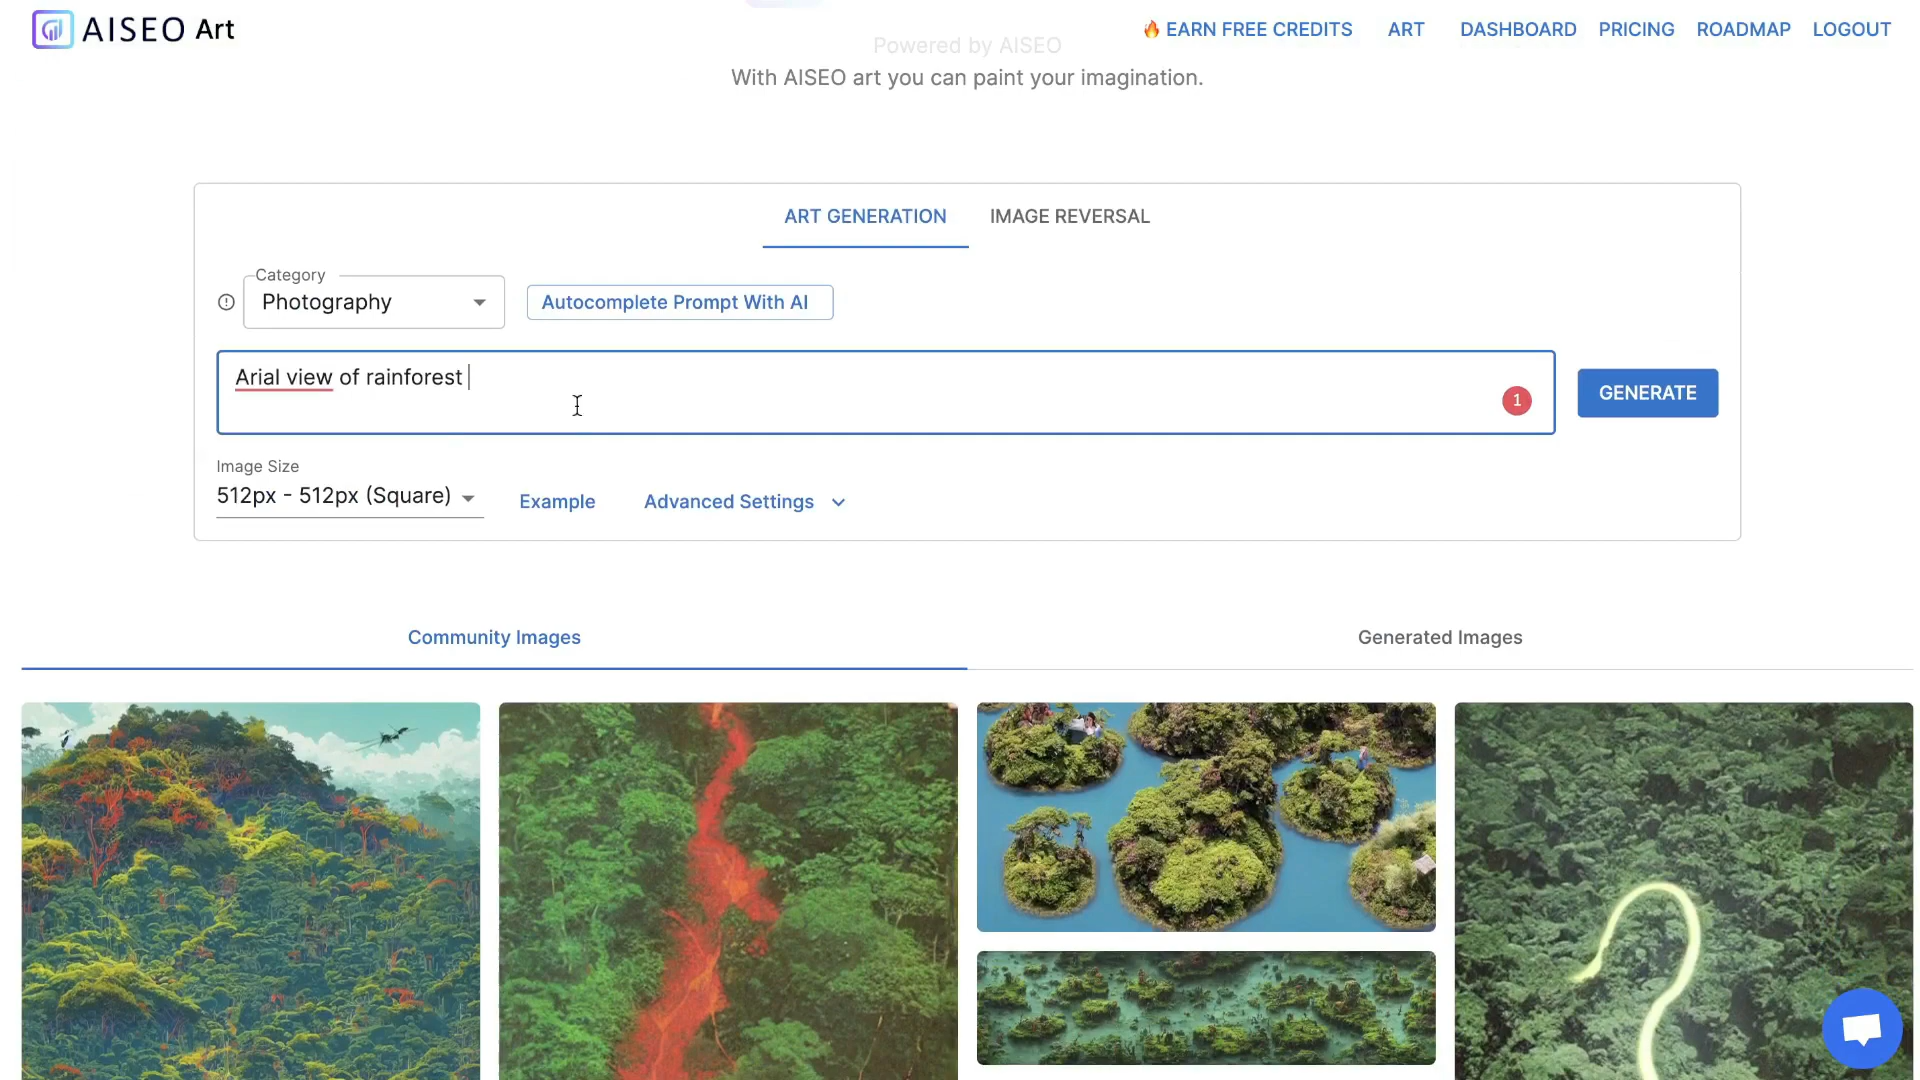 AISEO Art
🔥 EARN FREE CREDITS
ART
DASHBOARD
PRICING
ROADMAP
LOGOUT
Powered by AISEO
With AISEO art you can paint your imagination.
ART GENERATION
IMAGE REVERSAL
Category
Photography
Autocomplete Prompt With AI
Arial view of rainforest
1
GENERATE
Image Size
512px - 512px (Square)
Example
Advanced Settings
Community Images
Generated Images